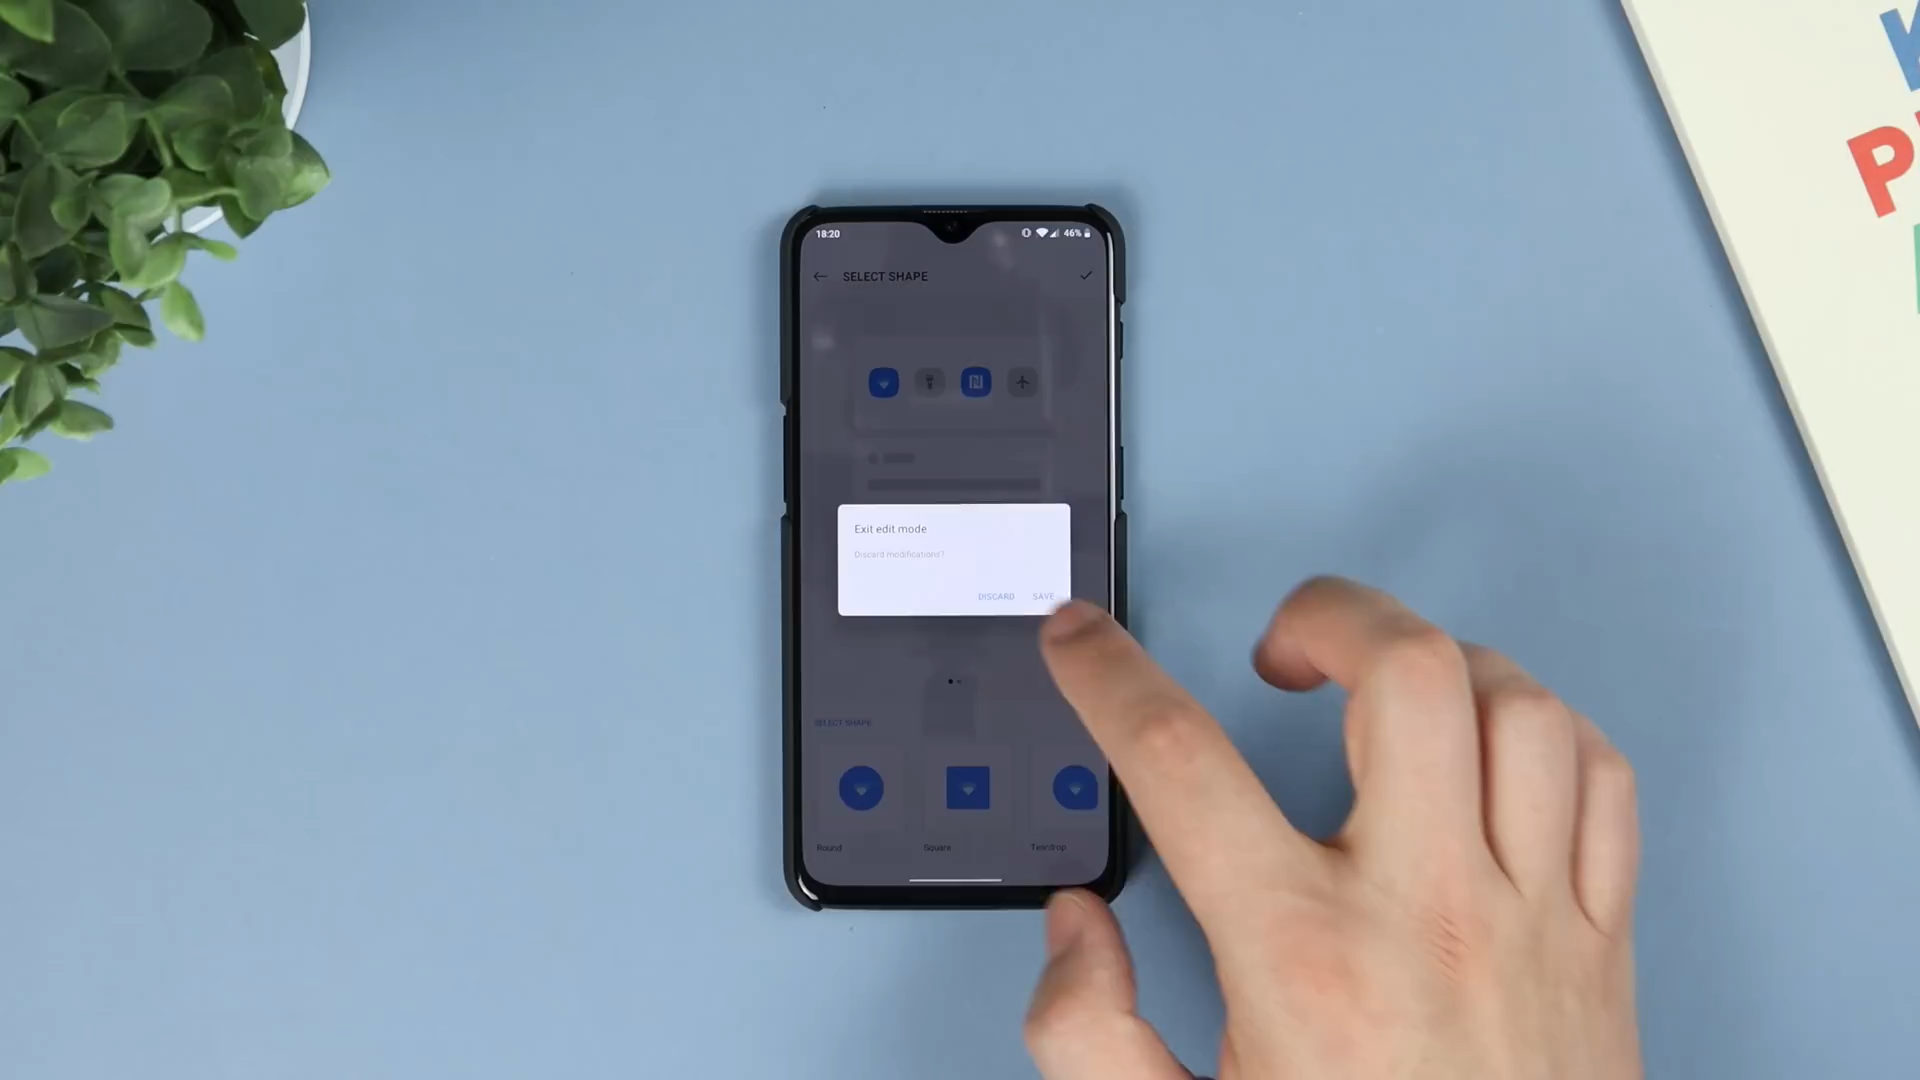 18:20
46%
SELECT SHAPE
Exit edit mode
Discard modifications?
DISCARD SAVE
SELECT SHAPE
Round Square Teardrop
P